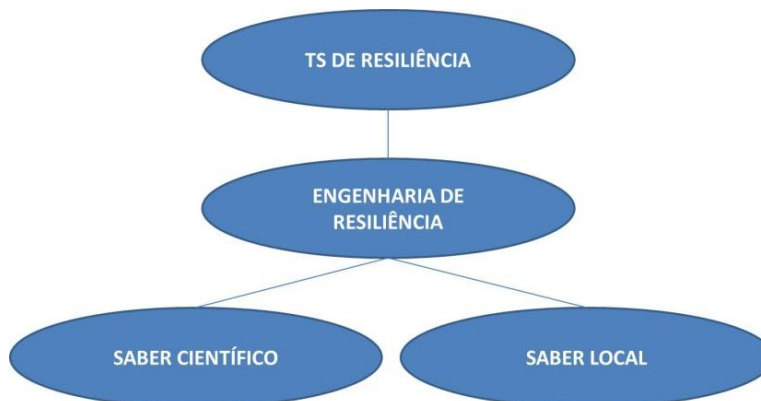 TS DE RESILIÊNCIA
ENGENHARIA DE
RESILIÊNCIA
SABER CIENTÍFICO
SABER LOCAL